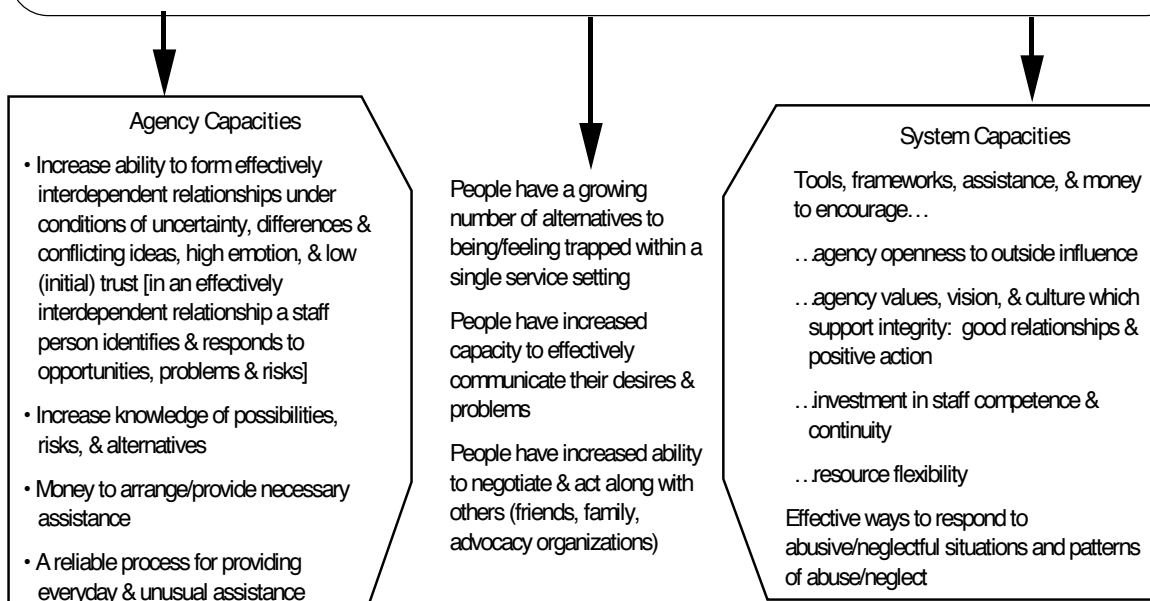 Agency Capacities
• Increase ability to form effectively
interdependent relationships under
conditions of uncertainty, differences &
conflicting ideas, high emotion, & low
(initial) trust [in an effectively
interdependent relationship a staff
person identifies & responds to
opportunities, problems & risks]
• Increase knowledge of possibilities,
risks, & alternatives
• Money to arrange/provide necessary
assistance
• A reliable process for providing
everyday & unusual assistance
People have a growing
number of alternatives to
being/feeling trapped within a
single service setting
People have increased
capacity to effectively
communicate their desires &
problems
People have increased ability
to negotiate & act along with
others (friends, family,
advocacy organizations)
System Capacities
Tools, frameworks, assistance, & money
to encourage…
…agency openness to outside influence
…agency values, vision, & culture which
support integrity: good relationships &
positive action
…investment in staff competence &
continuity
…resource flexibility
Effective ways to respond to
abusive/neglectful situations and patterns
of abuse/neglect